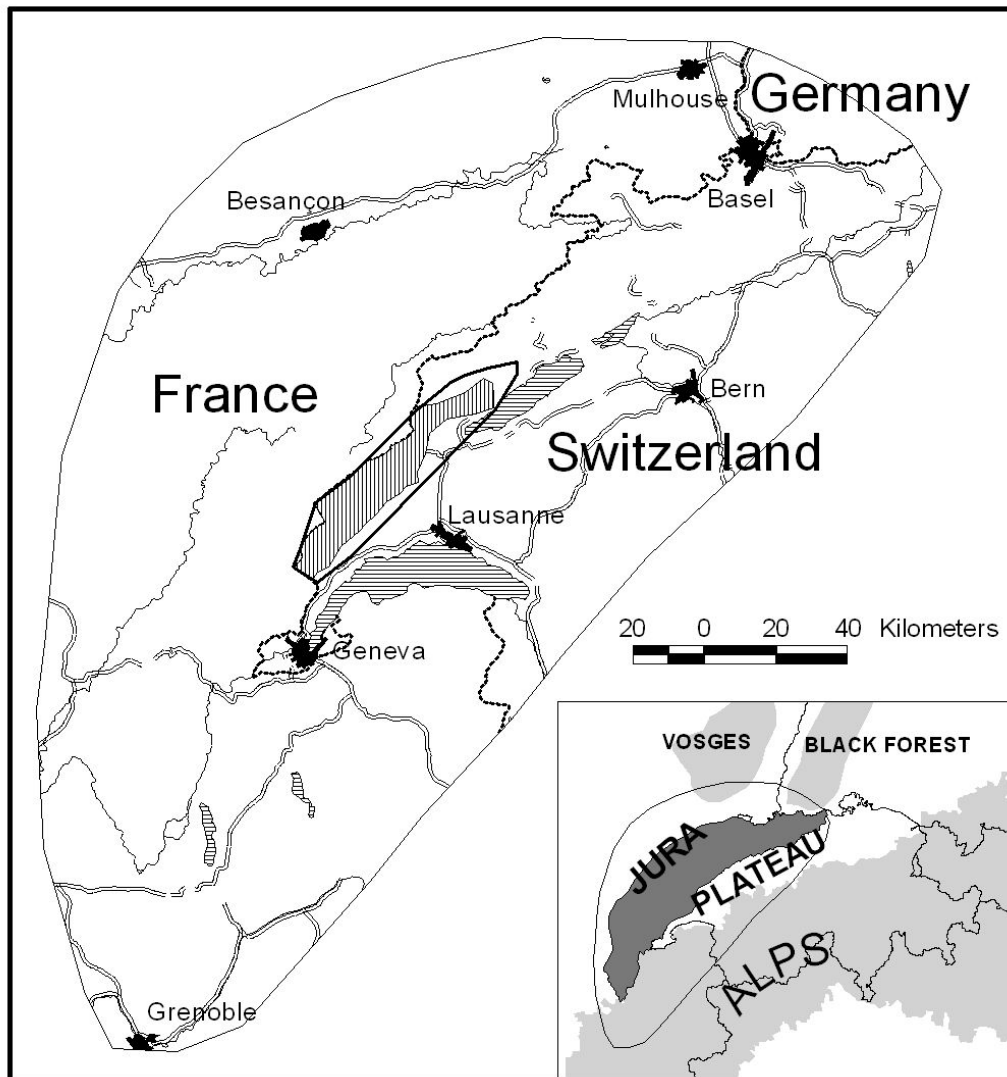 Mulhouse
Germany
Basel
Besançon
France
Bern
Switzerland
Lausanne
Geneva
20 0 20 40 Kilometers
Grenoble
VOSGES
BLACK FOREST
JURA
PLATEAU
ALPS